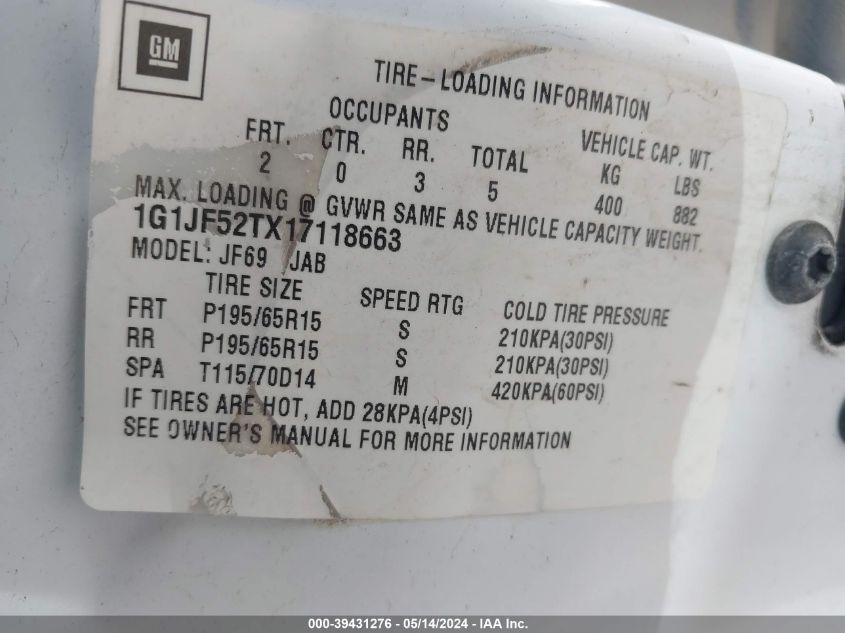 GM
TIRE-LOADING INFORMATION
OCCUPANTS VEHICLE CAP. WT.
FRT. CTR. RR. TOTAL KG LBS
2 0 3 5 400 882
MAX. LOADING @ GVWR SAME AS VEHICLE CAPACITY WEIGHT.
1G1JF52TX17118663
MODEL: JF69 JAB
TIRE SIZE SPEED RTG COLD TIRE PRESSURE
FRT P195/65R15 S 210KPA(30PSI)
RR P195/65R15 S 210KPA(30PSI)
SPA T115/70D14 M 420KPA(60PSI)
IF TIRES ARE HOT, ADD 28KPA(4PSI)
SEE OWNER'S MANUAL FOR MORE INFORMATION
000-39431276 - 05/14/2024 - IAA Inc.